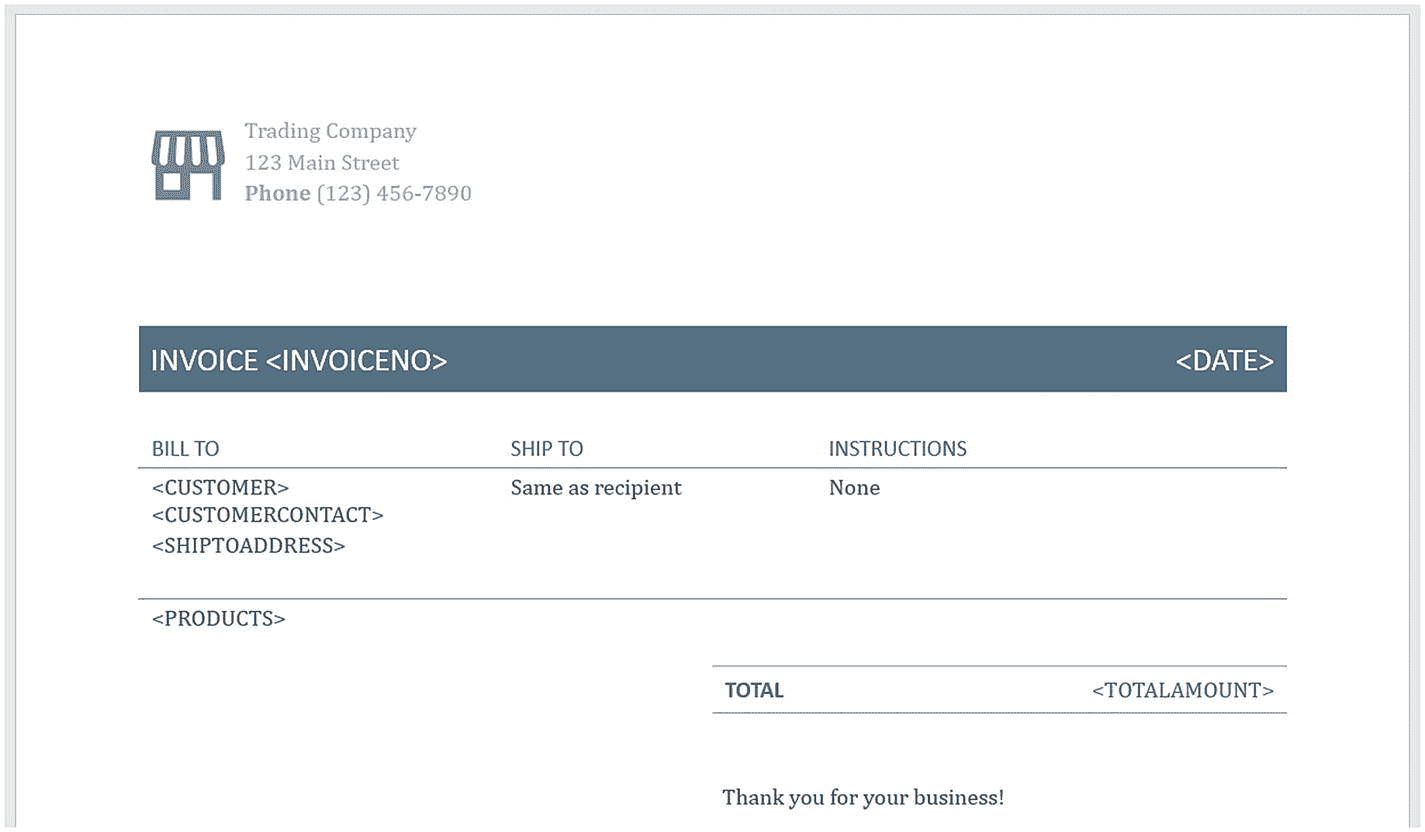 Trading Company
123 Main Street
Phone (123) 456-7890
INVOICE <INVOICENO> <DATE>
BILL TO SHIP TO INSTRUCTIONS
<CUSTOMER> Same as recipient None
<CUSTOMERCONTACT>
<SHIPTOADDRESS>
<PRODUCTS>
TOTAL <TOTALAMOUNT>
Thank you for your business!